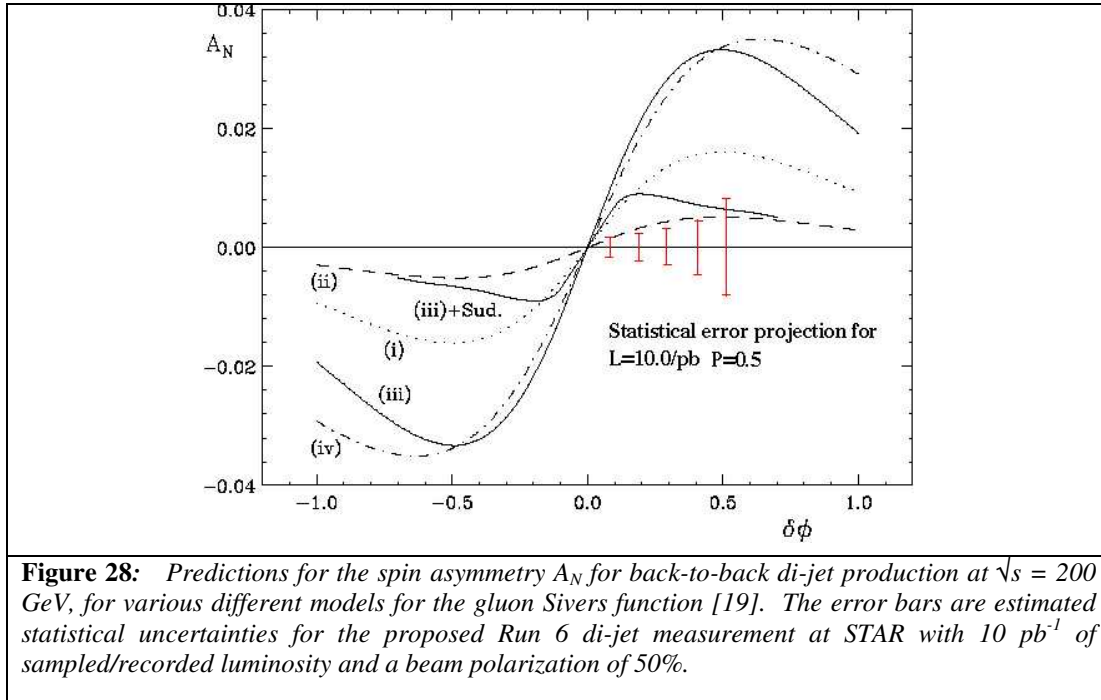 0.04
A_N
0.02
0.00
(ii)
(iii)+Sud.
Statistical error projection for
(i)
L=10.0/pb P=0.5
−0.02
(iii)
(iv)
−0.04
−1.0 −0.5 0.0 0.5 1.0
δϕ
Figure 28: Predictions for the spin asymmetry A_N for back-to-back di-jet production at √s = 200
GeV, for various different models for the gluon Sivers function [19]. The error bars are estimated
statistical uncertainties for the proposed Run 6 di-jet measurement at STAR with 10 pb⁻¹ of
sampled/recorded luminosity and a beam polarization of 50%.